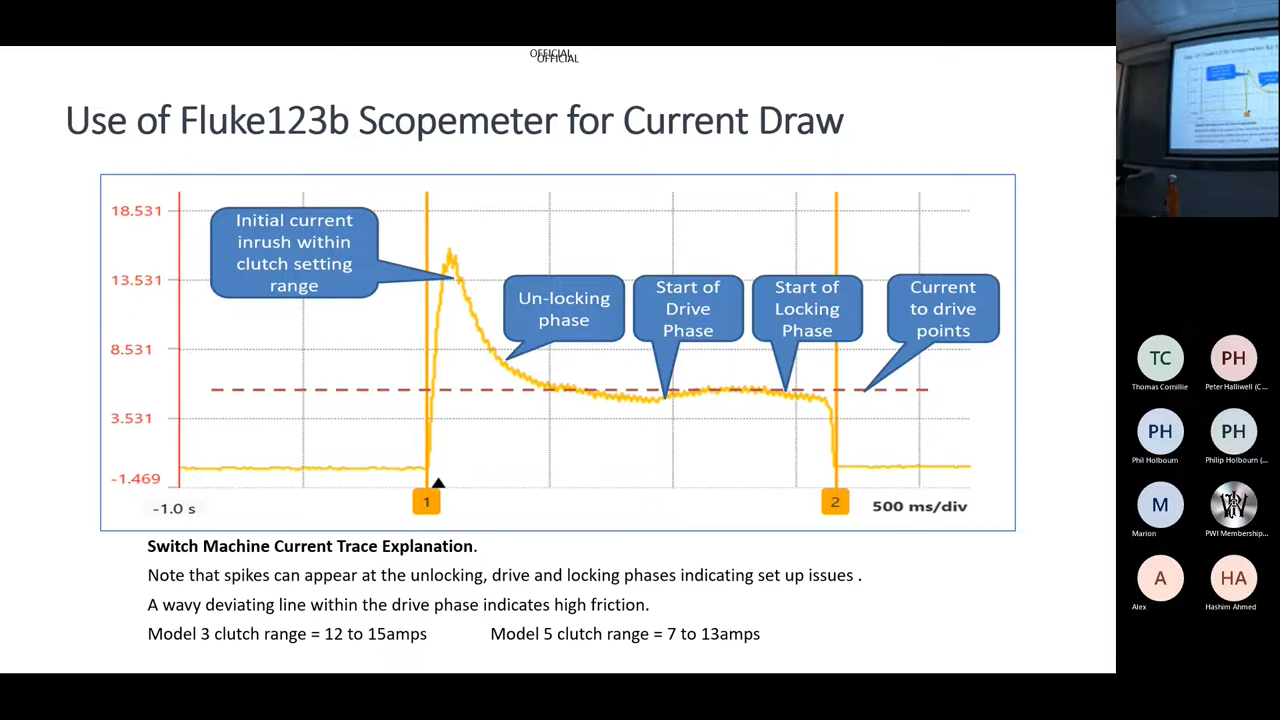 OFFICIAL
OFFICIAL
Use of Fluke123b Scopemeter for Current Draw
18.531
13.531
8.531
3.531
-1.469
Initial current
inrush within
clutch setting
range
Un-locking
phase
Start of
Drive
Phase
Start of
Locking
Phase
Current
to drive
points
-1.0 s
1
2
500 ms/div
Switch Machine Current Trace Explanation.
Note that spikes can appear at the unlocking, drive and locking phases indicating set up issues .
A wavy deviating line within the drive phase indicates high friction.
Model 3 clutch range = 12 to 15amps Model 5 clutch range = 7 to 13amps
TC
Thomas Cornillie
PH
Peter Halliwell (C...
PH
Phil Holbourn
PH
Philip Holbourn (...
M
Marion
PWI Membership...
A
Alex
HA
Hashim Ahmed